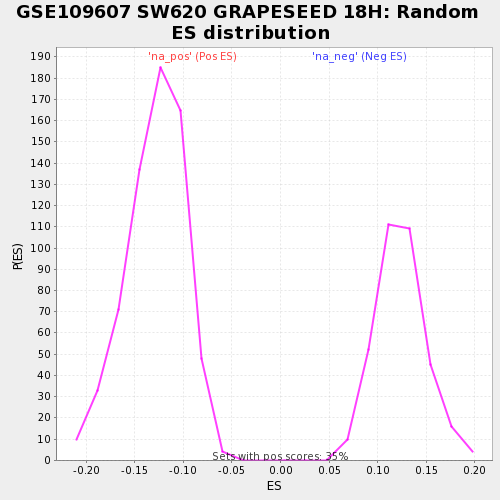 GSE109607 SW620 GRAPESEED 18H: Random
ES distribution
'na_pos' (Pos ES)
'na_neg' (Neg ES)
190
180
170
160
150
140
130
120
110
100
90
80
70
60
50
40
30
20
10
0
P(ES)
Sets with pos scores: 35%
-0.20 -0.15 -0.10 -0.05 0.00 0.05 0.10 0.15 0.20
ES